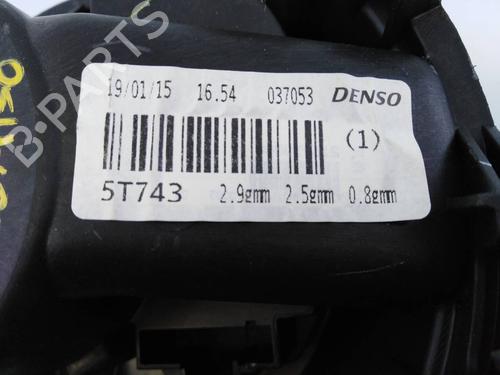 19/01/15 16.54 037053 DENSO
(1)
5T743 2.9gmm 2.5gmm 0.8gmm
B-PARTS